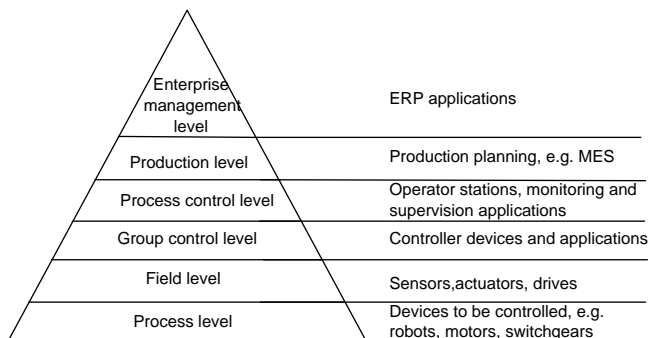 Enterprise
management
level
ERP applications
Production level
Production planning, e.g. MES
Process control level
Operator stations, monitoring and
supervision applications
Group control level
Controller devices and applications
Field level
Sensors,actuators, drives
Process level
Devices to be controlled, e.g.
robots, motors, switchgears